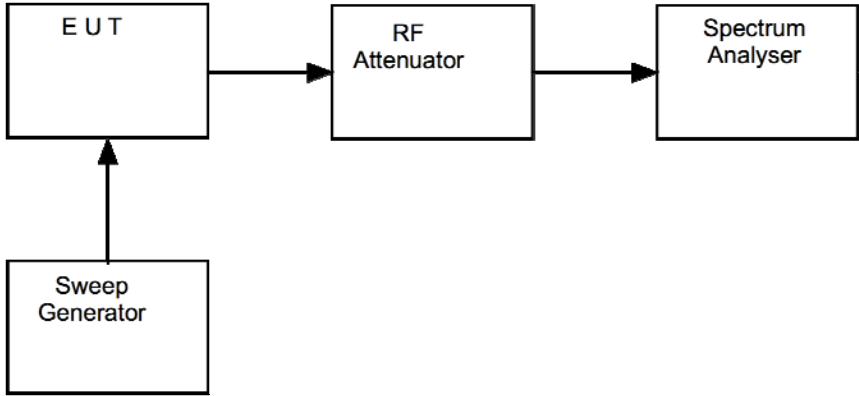 E U T
RF
Attenuator
Spectrum
Analyser
Sweep
Generator